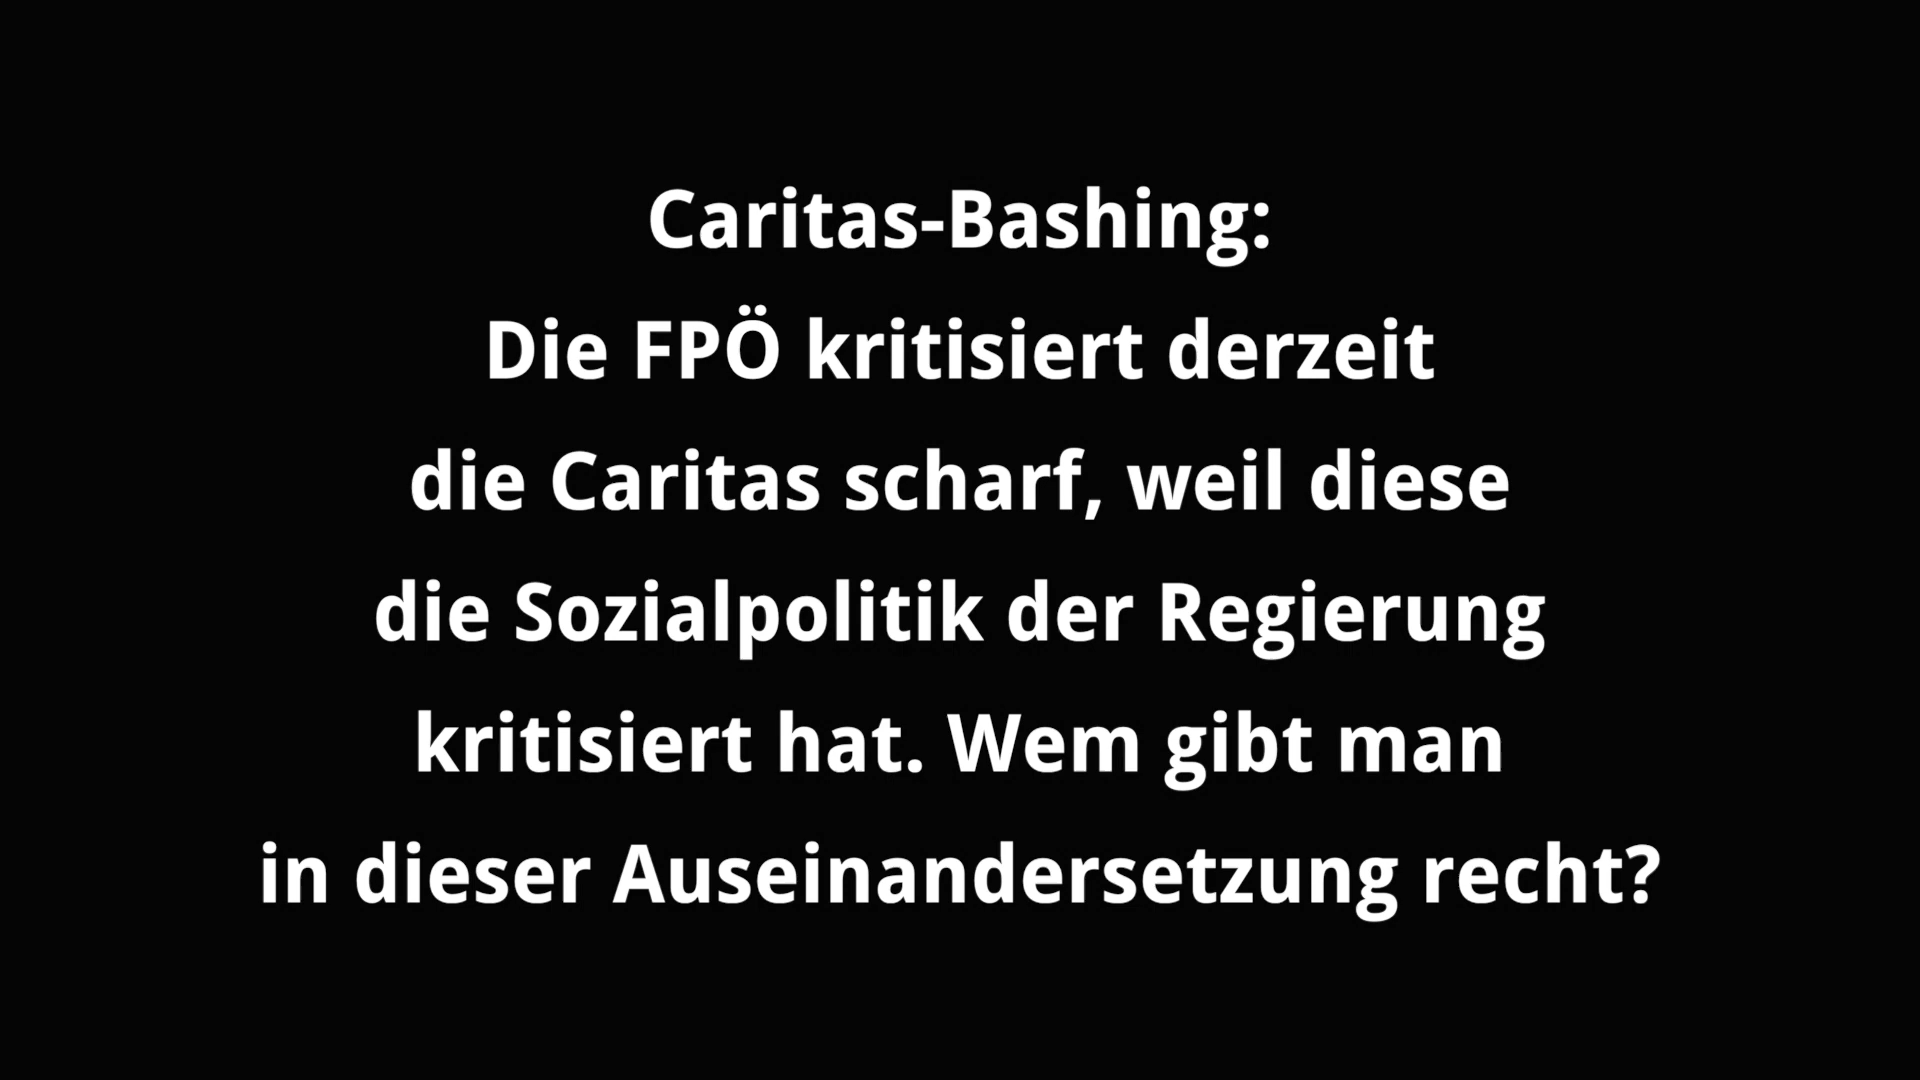 Caritas-Bashing:
Die FPÖ kritisiert derzeit
die Caritas scharf, weil diese
die Sozialpolitik der Regierung
kritisiert hat. Wem gibt man
in dieser Auseinandersetzung recht?